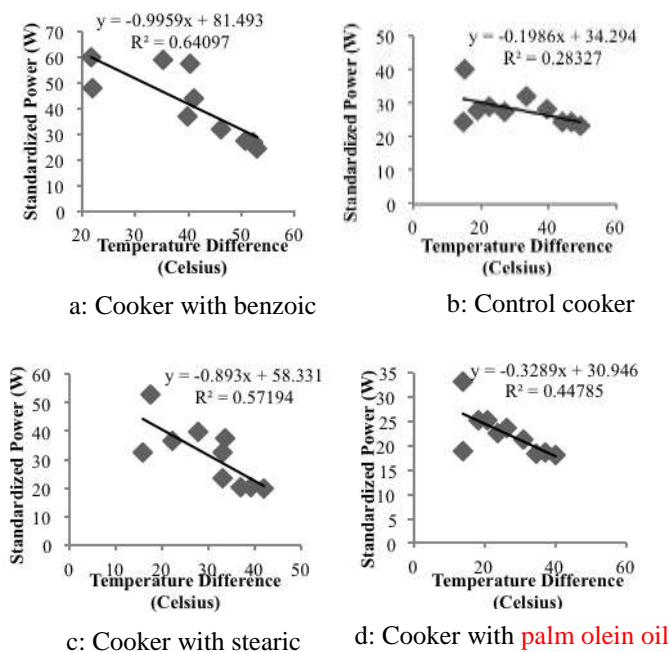 y = -0.9959x + 81.493
R² = 0.64097
Standardized Power (W)
70
60
50
40
30
20
10
0
20
30
40
50
60
Temperature Difference
(Celsius)
a: Cooker with benzoic
y = -0.1986x + 34.294
R² = 0.28327
Standardized Power (W)
50
40
30
20
10
0
0
20
40
60
Temperature Difference
(Celsius)
b: Control cooker
y = -0.893x + 58.331
R² = 0.57194
Standardized Power (W)
60
50
40
30
20
10
0
0
10
20
30
40
50
Temperature Difference
(Celsius)
c: Cooker with stearic
y = -0.3289x + 30.946
R² = 0.44785
Standardized Power (W)
35
30
25
20
15
10
5
0
0
20
40
60
Temperature Difference
(Celsius)
d: Cooker with palm olein oil